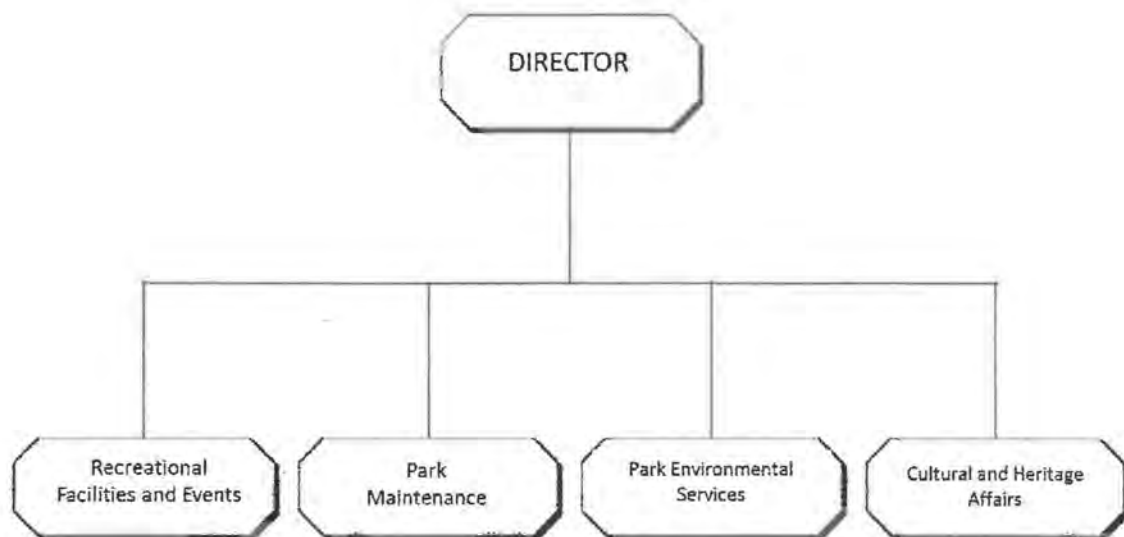 DIRECTOR
Recreational
Facilities and Events
Park
Maintenance
Park Environmental
Services
Cultural and Heritage
Affairs